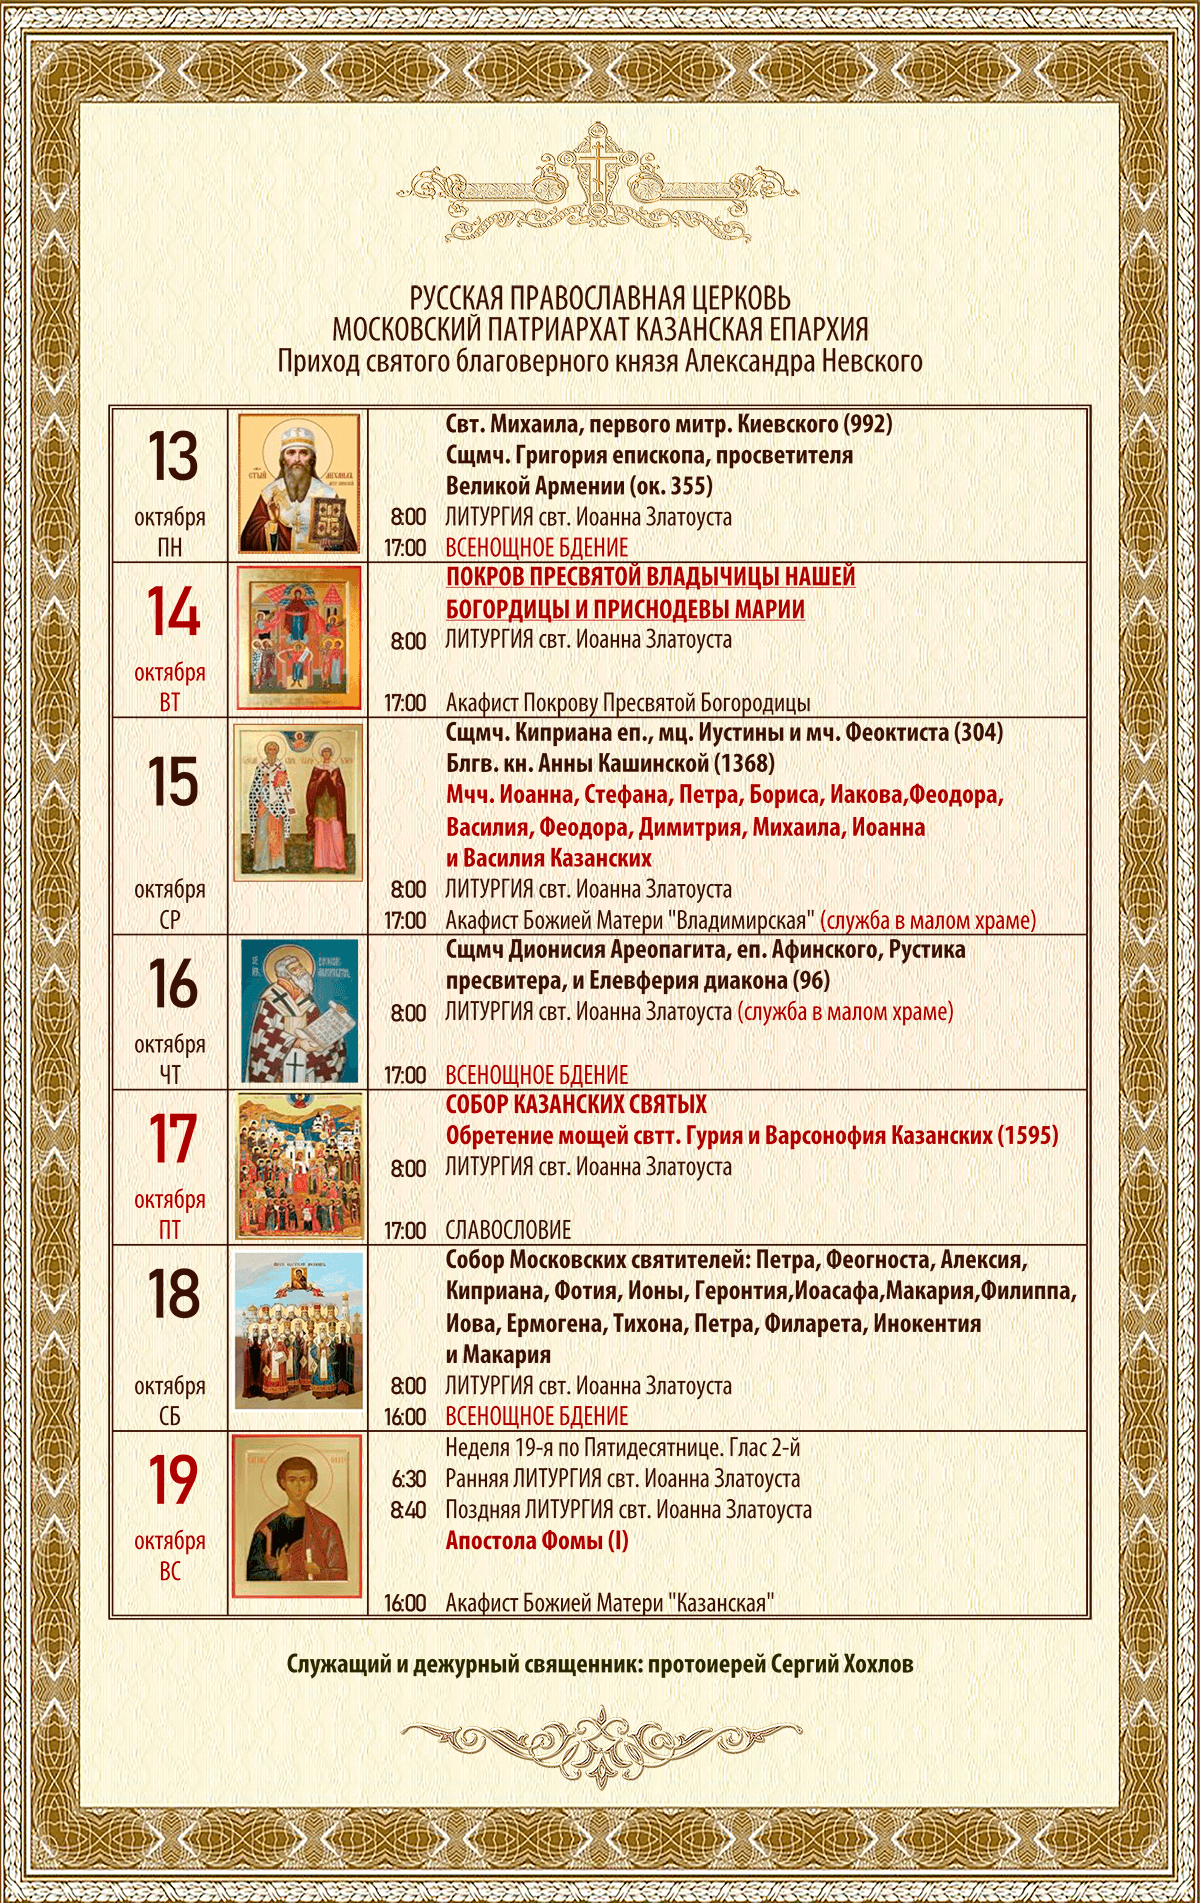 РУССКАЯ ПРАВОСЛАВНАЯ ЦЕРКОВЬ
МОСКОВСКИЙ ПАТРИАРХАТ КАЗАНСКАЯ ЕПАРХИЯ
Приход святого благоверного князя Александра Невского
13
октября
ПН
Свт. Михаила, первого митр. Киевского (992)
Сщмч. Григория епископа, просветителя
Великой Армении (ок. 355)
8:00 ЛИТУРГИЯ свт. Иоанна Златоуста
17:00 ВСЕНОЩНОЕ БДЕНИЕ
14
октября
ВТ
ПОКРОВ ПРЕСВЯТОЙ ВЛАДЫЧИЦЫ НАШЕЙ
БОГОРДИЦЫ И ПРИСНОДЕВЫ МАРИИ
8:00 ЛИТУРГИЯ свт. Иоанна Златоуста
17:00 Акафист Покрову Пресвятой Богородицы
15
октября
СР
Сщмч. Киприана еп., мц. Иустины и мч. Феоктиста (304)
Блгв. кн. Анны Кашинской (1368)
Мчч. Иоанна, Стефана, Петра, Бориса, Иакова,Феодора,
Василия, Феодора, Димитрия, Михаила, Иоанна
и Василия Казанских
8:00 ЛИТУРГИЯ свт. Иоанна Златоуста
17:00 Акафист Божией Матери "Владимирская" (служба в малом храме)
16
октября
ЧТ
Сщмч Дионисия Ареопагита, еп. Афинского, Рустика
пресвитера, и Елевферия диакона (96)
8:00 ЛИТУРГИЯ свт. Иоанна Златоуста (служба в малом храме)
17:00 ВСЕНОЩНОЕ БДЕНИЕ
17
октября
ПТ
СОБОР КАЗАНСКИХ СВЯТЫХ
Обретение мощей свтт. Гурия и Варсонофия Казанских (1595)
8:00 ЛИТУРГИЯ свт. Иоанна Златоуста
17:00 СЛАВОСЛОВИЕ
18
октября
СБ
Собор Московских святителей: Петра, Феогноста, Алексия,
Киприана, Фотия, Ионы, Геронтия,Иоасафа,Макария,Филиппа,
Иова, Ермогена, Тихона, Петра, Филарета, Инокентия
и Макария
8:00 ЛИТУРГИЯ свт. Иоанна Златоуста
16:00 ВСЕНОЩНОЕ БДЕНИЕ
19
октября
ВС
Неделя 19-я по Пятидесятнице. Глас 2-й
6:30 Ранняя ЛИТУРГИЯ свт. Иоанна Златоуста
8:40 Поздняя ЛИТУРГИЯ свт. Иоанна Златоуста
Апостола Фомы (I)
16:00 Акафист Божией Матери "Казанская"
Служащий и дежурный священник: протоиерей Сергий Хохлов